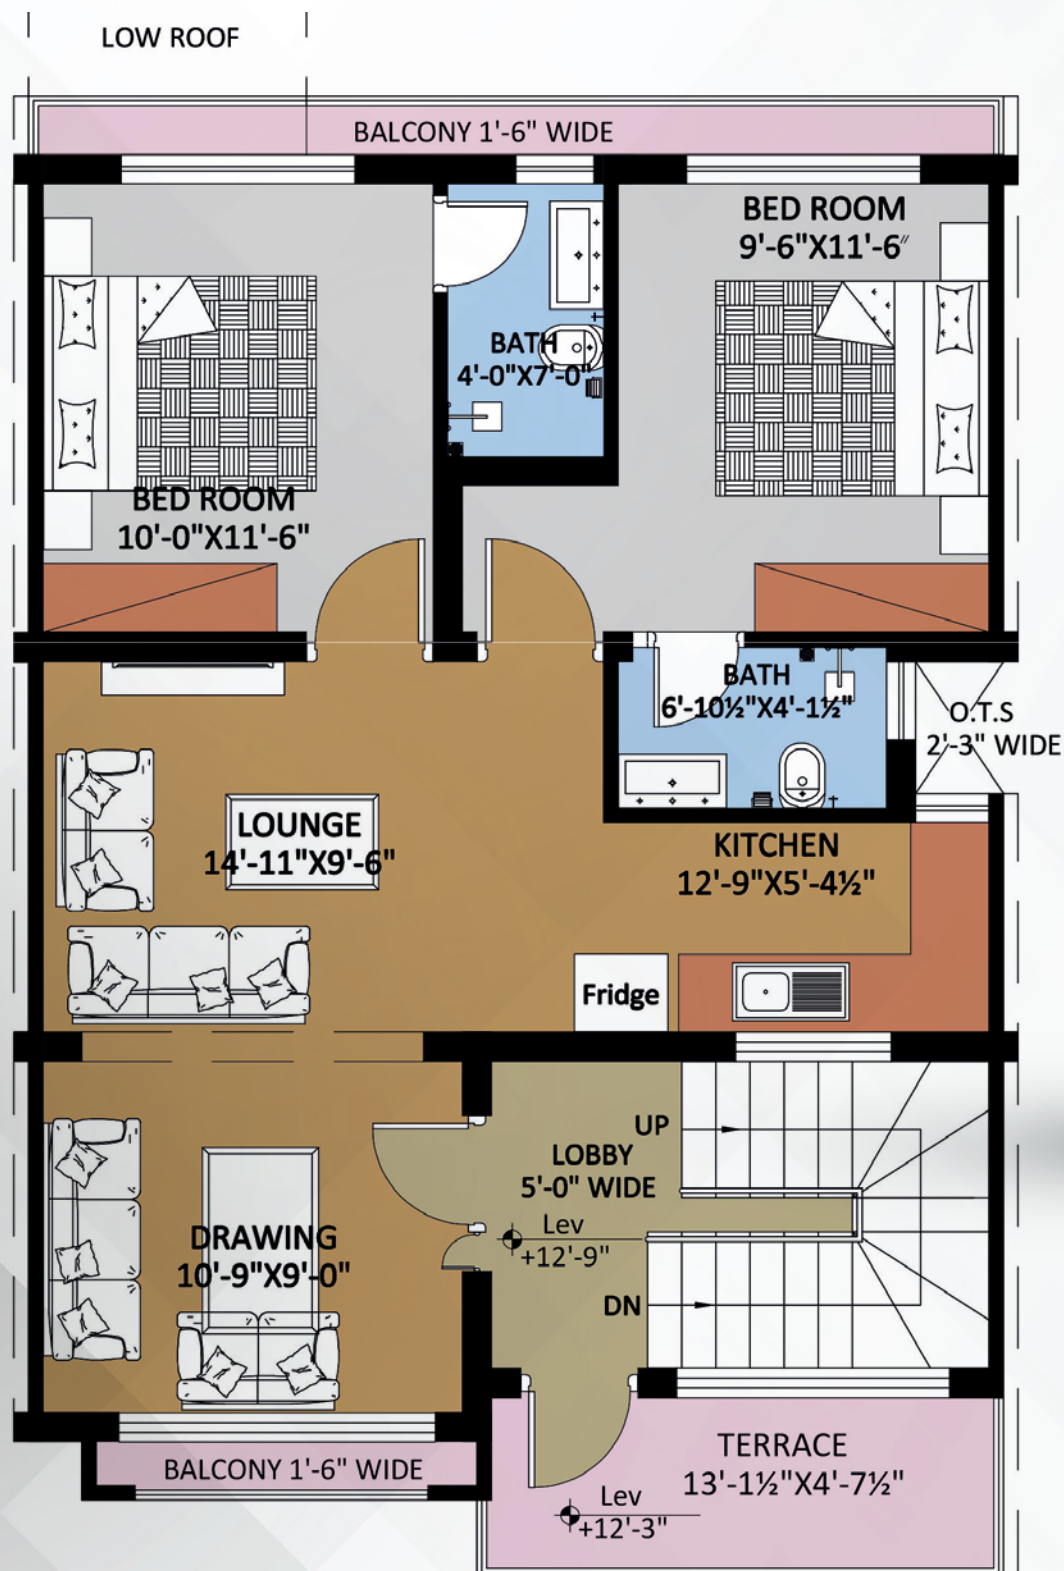 LOW ROOF
BALCONY 1'-6" WIDE
BED ROOM
9'-6"X11'-6"
BATH
4'-0"X7'-0"
BED ROOM
10'-0"X11'-6"
BATH
6'-10½"X4'-1½"
O.T.S
2'-3" WIDE
LOUNGE
14'-11"X9'-6"
KITCHEN
12'-9"X5'-4½"
Fridge
UP
LOBBY
5'-0" WIDE
Lev
+12'-9"
DRAWING
10'-9"X9'-0"
DN
TERRACE
13'-1½"X4'-7½"
BALCONY 1'-6" WIDE
Lev
+12'-3"